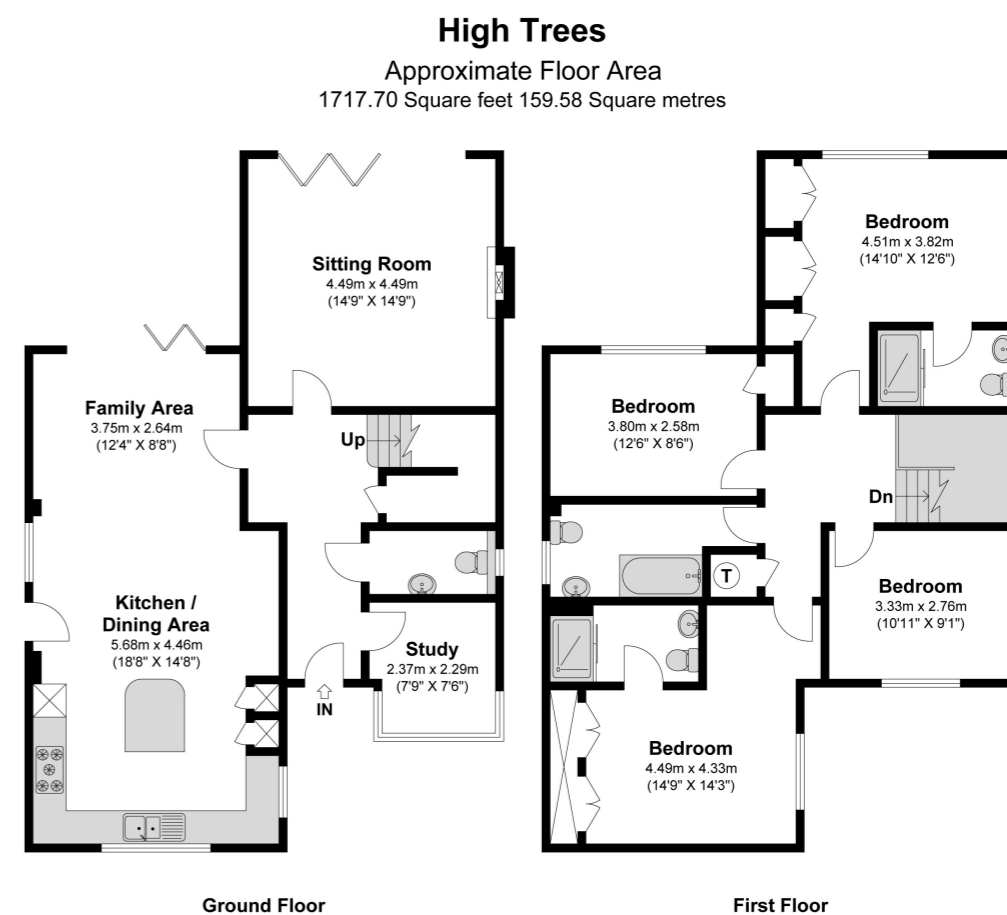 High Trees
Approximate Floor Area
1717.70 Square feet 159.58 Square metres
Sitting Room
4.49m x 4.49m
(14'9" X 14'9")
Family Area
3.75m x 2.64m
(12'4" X 8'8")
Up
Kitchen /
Dining Area
5.68m x 4.46m
(18'8" X 14'8")
Study
2.37m x 2.29m
(7'9" X 7'6")
IN
Ground Floor
Bedroom
4.51m x 3.82m
(14'10" X 12'6")
Bedroom
3.80m x 2.58m
(12'6" X 8'6")
Dn
T
Bedroom
3.33m x 2.76m
(10'11" X 9'1")
Bedroom
4.49m x 4.33m
(14'9" X 14'3")
First Floor